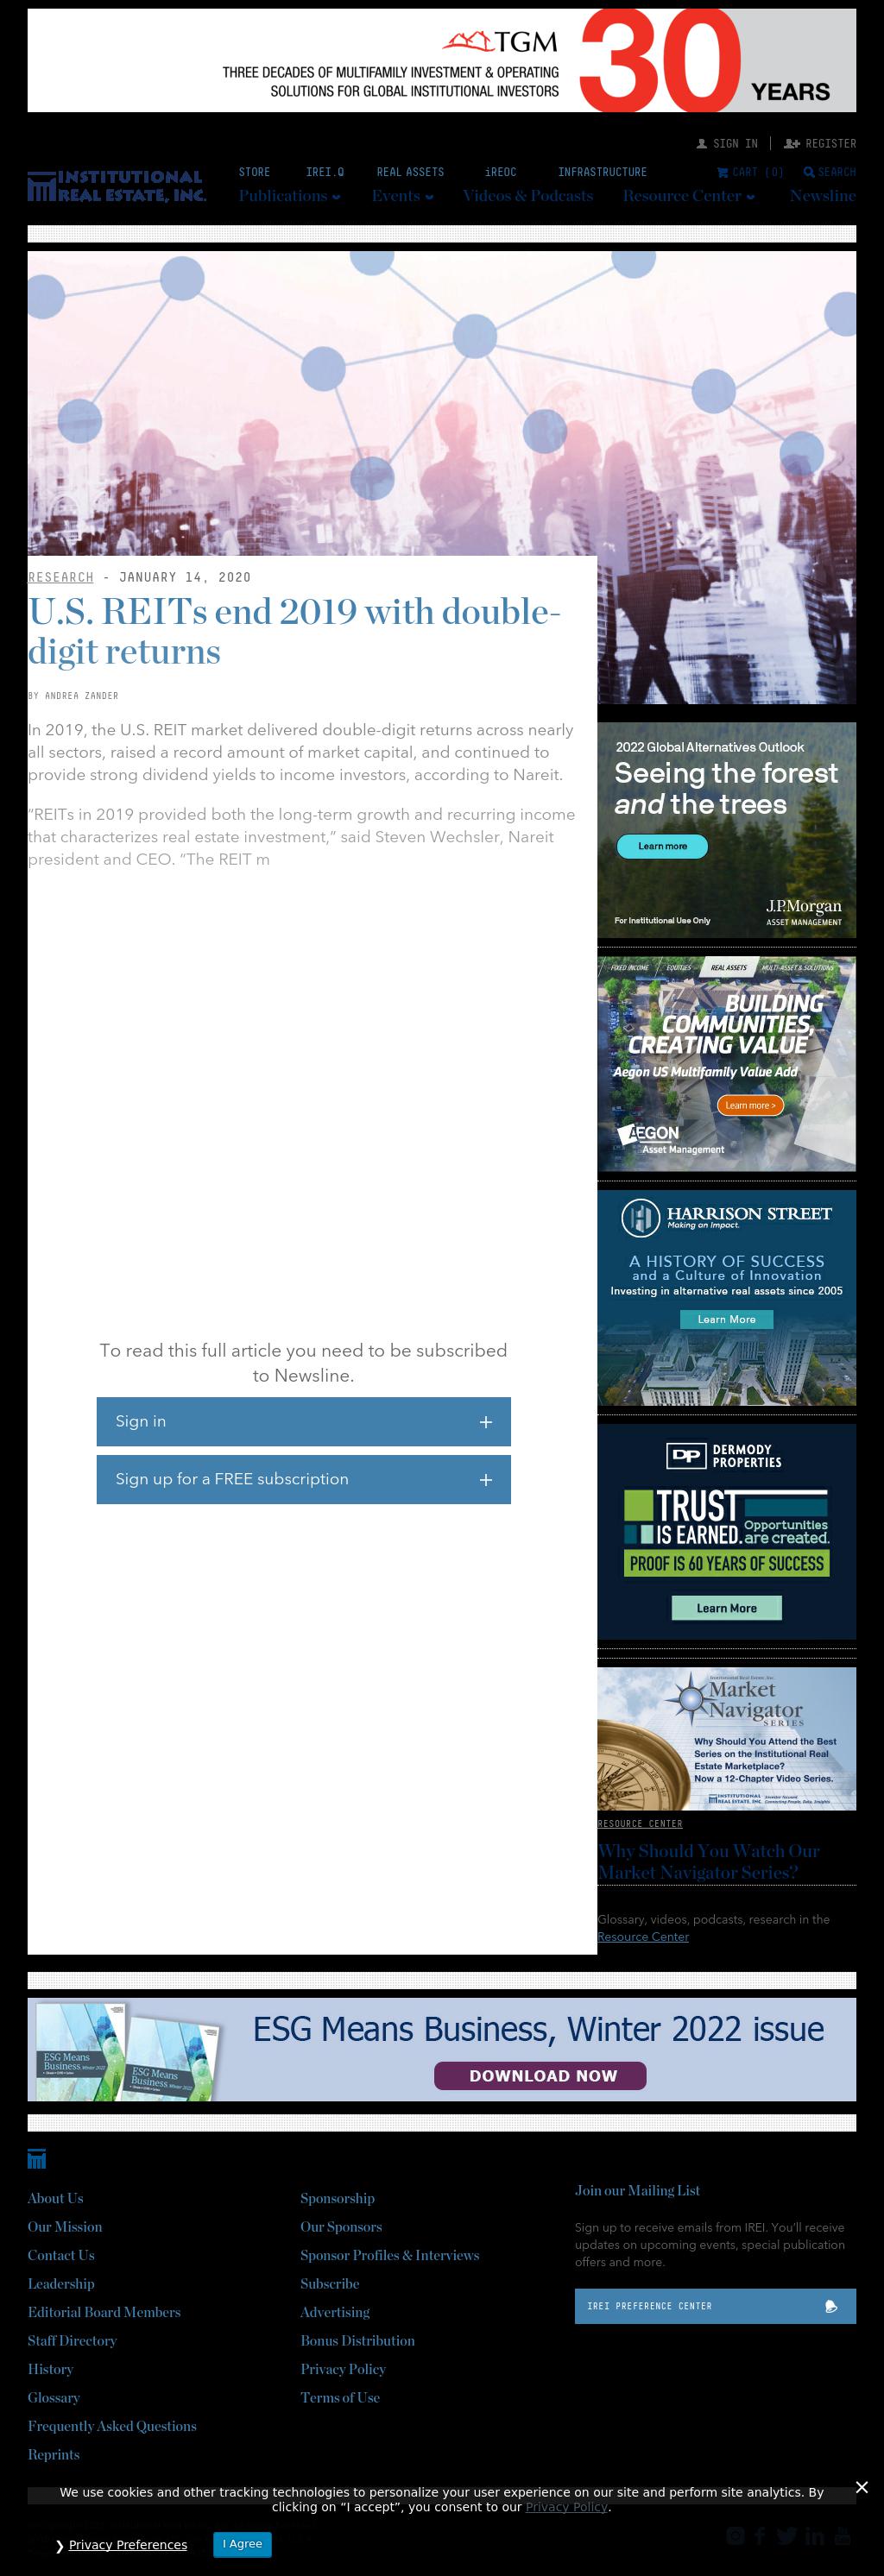 TGM
THREE DECADES OF MULTIFAMILY INVESTMENT & OPERATING
SOLUTIONS FOR GLOBAL INSTITUTIONAL INVESTORS
30
YEARS
SIGN IN
REGISTER
INSTITUTIONAL
REAL ESTATE, INC.
STORE IREI.Q REAL ASSETS iREOC INFRASTRUCTURE CART (0) SEARCH
Publications Events Videos & Podcasts Resource Center Newsline
RESEARCH - JANUARY 14, 2020
U.S. REITs end 2019 with double-
digit returns
BY ANDREA ZANDER
In 2019, the U.S. REIT market delivered double-digit returns across nearly
all sectors, raised a record amount of market capital, and continued to
provide strong dividend yields to income investors, according to Nareit.
“REITs in 2019 provided both the long-term growth and recurring income
that characterizes real estate investment,” said Steven Wechsler, Nareit
president and CEO. “The REIT m
To read this full article you need to be subscribed
to Newsline.
Sign in +
Sign up for a FREE subscription +
2022 Global Alternatives Outlook
Seeing the forest
and the trees
Learn more
J.P.Morgan
ASSET MANAGEMENT
For Institutional Use Only
FIXED INCOME EQUITIES REAL ASSETS MULTI-ASSET & SOLUTIONS
BUILDING
COMMUNITIES,
CREATING VALUE
Aegon US Multifamily Value Add
Learn more >
AEGON
Asset Management
HARRISON STREET
Making an Impact.
A HISTORY OF SUCCESS
and a Culture of Innovation
Investing in alternative real assets since 2005
Learn More
DP DERMODY
PROPERTIES
TRUST
IS EARNED. Opportunities
are created.
PROOF IS 60 YEARS OF SUCCESS
Learn More
Institutional Real Estate, Inc.
Market
Navigator
SERIES
Why Should You Attend the Best
Series on the Institutional Real
Estate Marketplace?
Now a 12-Chapter Video Series.
INSTITUTIONAL
REAL ESTATE, INC.
Connecting People, Data, Insights
RESOURCE CENTER
Why Should You Watch Our
Market Navigator Series?
Glossary, videos, podcasts, research in the
Resource Center
ESG Means
Business, Winter 2022
ESG Means
Business, Winter 2022
ESG Means Business, Winter 2022 issue
DOWNLOAD NOW
About Us
Our Mission
Contact Us
Leadership
Editorial Board Members
Staff Directory
History
Glossary
Frequently Asked Questions
Reprints
Sponsorship
Our Sponsors
Sponsor Profiles & Interviews
Subscribe
Advertising
Bonus Distribution
Privacy Policy
Terms of Use
Join our Mailing List
Sign up to receive emails from IREI. You’ll receive
updates on upcoming events, special publication
offers and more.
IREI PREFERENCE CENTER
We use cookies and other tracking technologies to personalize your user experience on our site and perform site analytics. By
clicking on “I accept”, you consent to our Privacy Policy.
❯ Privacy Preferences
I Agree